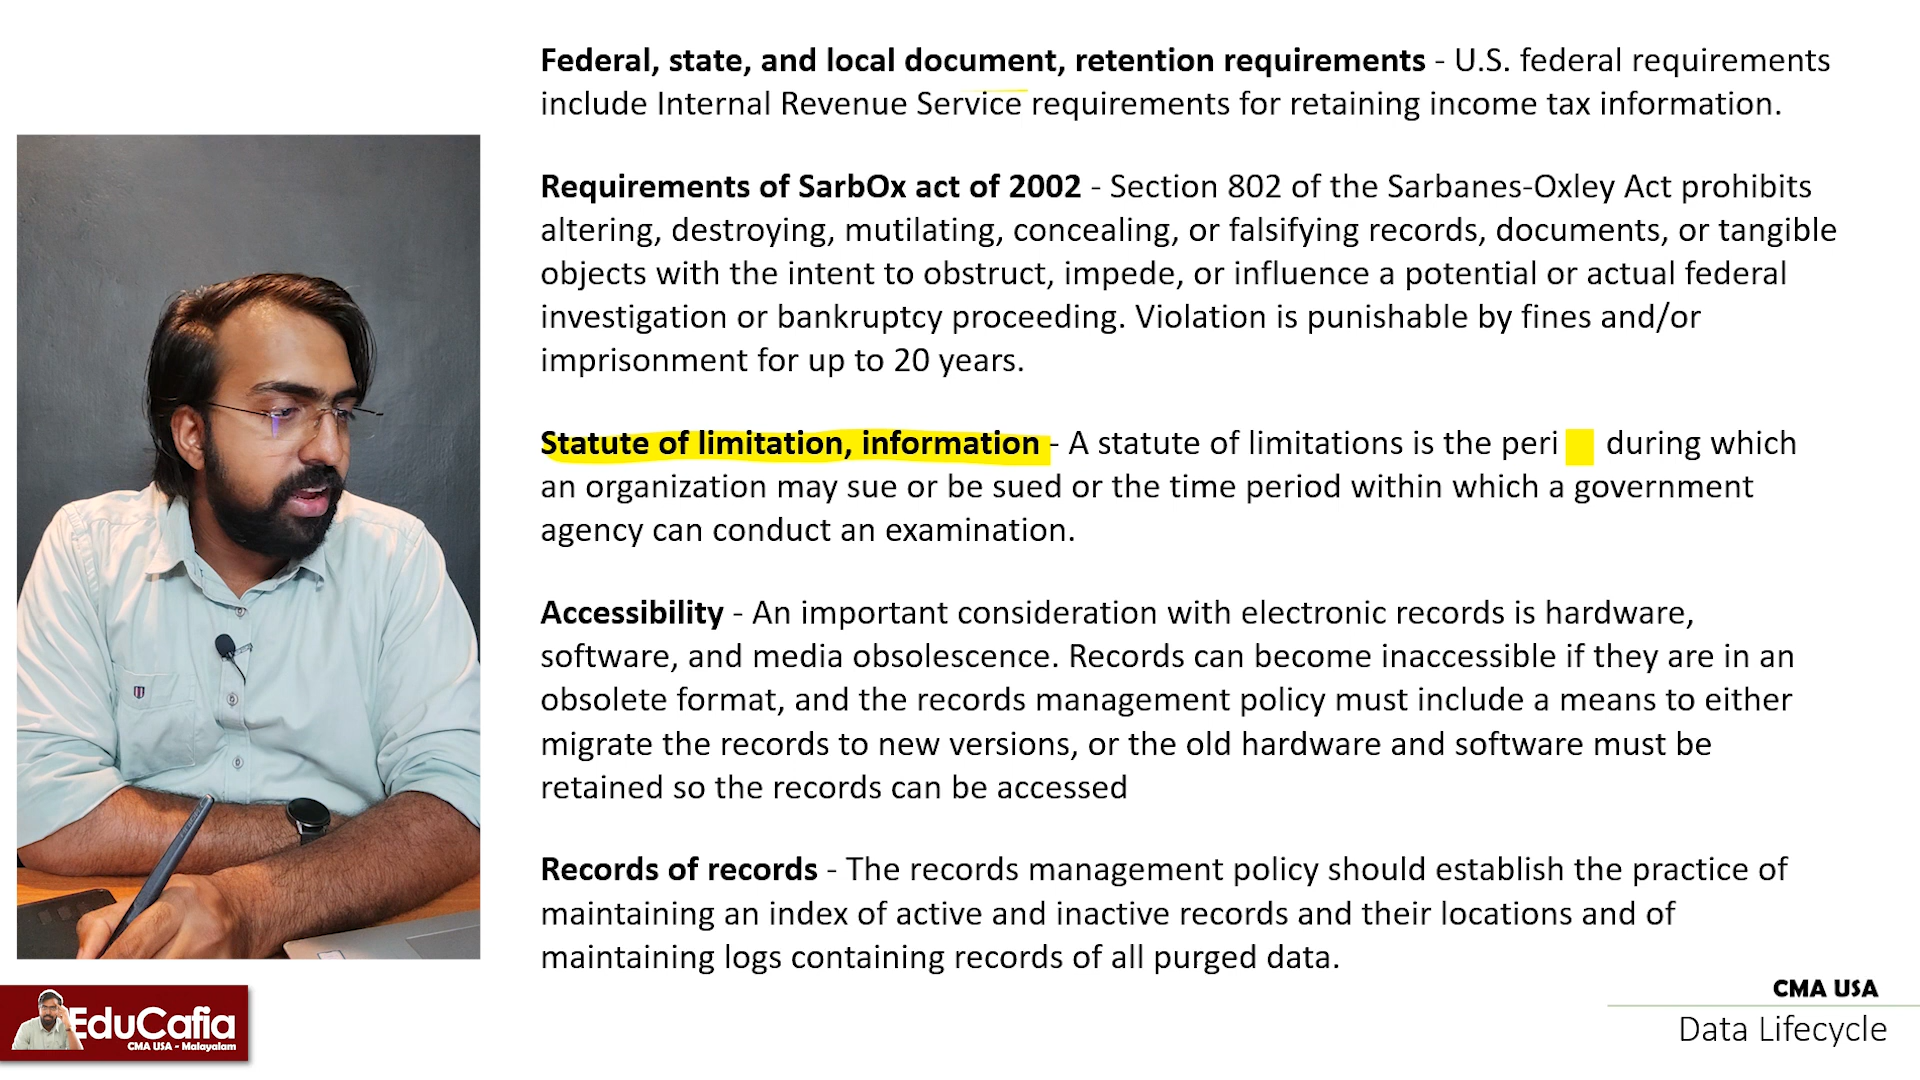 Federal, state, and local document, retention requirements - U.S. federal requirements
include Internal Revenue Service requirements for retaining income tax information.
Requirements of SarbOx act of 2002 - Section 802 of the Sarbanes-Oxley Act prohibits
altering, destroying, mutilating, concealing, or falsifying records, documents, or tangible
objects with the intent to obstruct, impede, or influence a potential or actual federal
investigation or bankruptcy proceeding. Violation is punishable by fines and/or
imprisonment for up to 20 years.
Statute of limitation, information - A statute of limitations is the peri during which
an organization may sue or be sued or the time period within which a government
agency can conduct an examination.
Accessibility - An important consideration with electronic records is hardware,
software, and media obsolescence. Records can become inaccessible if they are in an
obsolete format, and the records management policy must include a means to either
migrate the records to new versions, or the old hardware and software must be
retained so the records can be accessed
Records of records - The records management policy should establish the practice of
maintaining an index of active and inactive records and their locations and of
maintaining logs containing records of all purged data.
CMA USA
Data Lifecycle
EduCafia
CMA USA - Malayalam